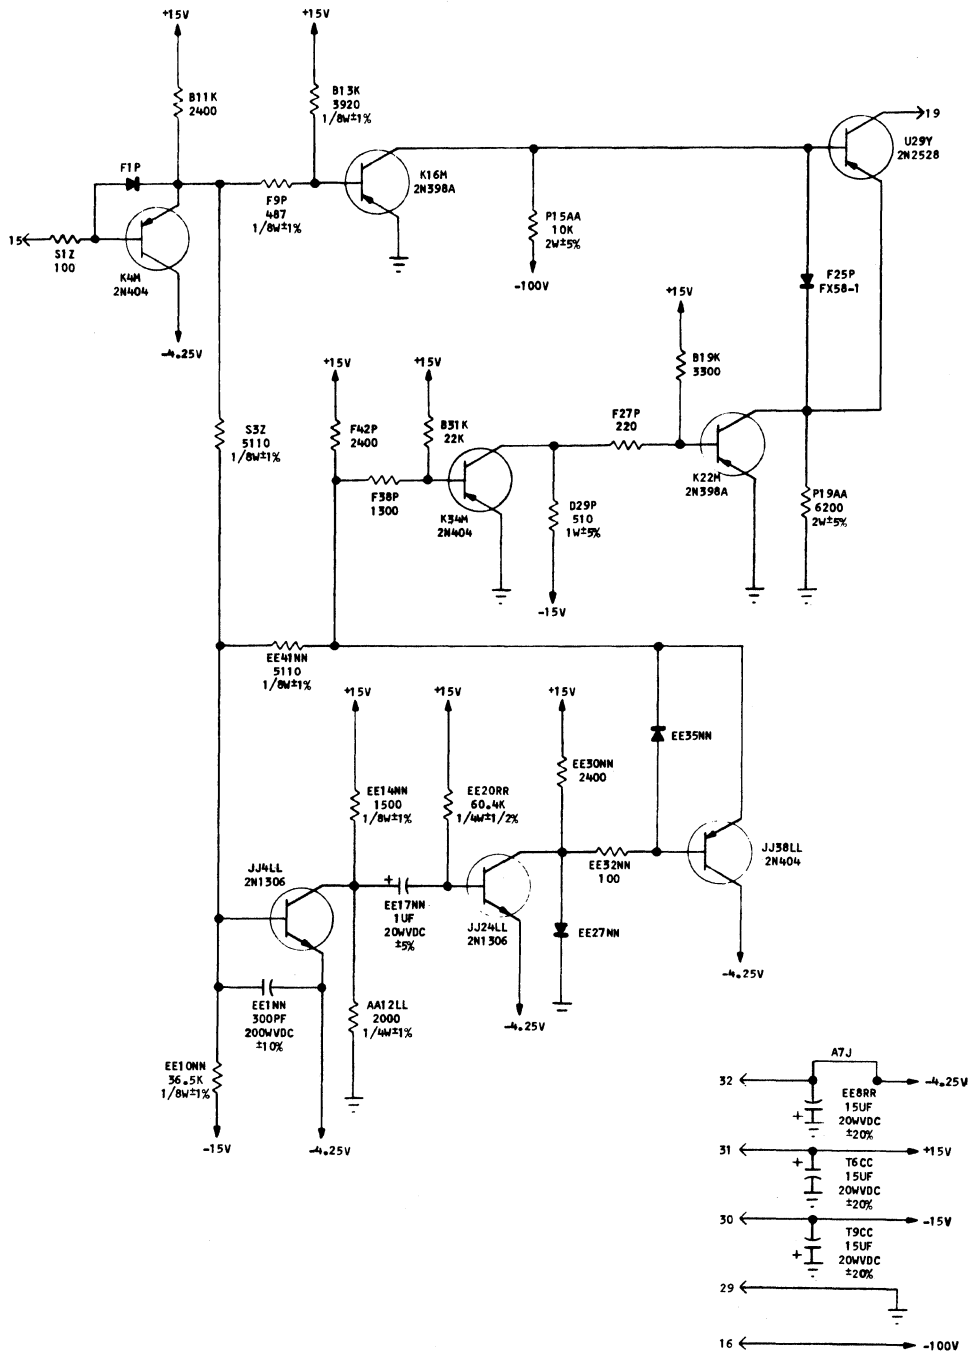 +15V
+15V
B11K
2400
B13K
3920
1/8W±1%
19
U29Y
2N2528
F1P
K16M
2N398A
F9P
487
1/8W±1%
P15AA
10K
2W±5%
15
S1Z
100
K4M
2N404
-100V
F25P
FX58-1
+15V
-4.25V
+15V
+15V
B19K
3300
S3Z
5110
1/8W±1%
F42P
2400
B31K
22K
F27P
220
F38P
1300
K34M
2N404
D29P
510
1W±5%
K22M
2N398A
P19AA
6200
2W±5%
-15V
EE41NN
5110
1/8W±1%
+15V
+15V
+15V
EE35NN
EE14NN
1500
1/8W±1%
EE20RR
60.4K
1/4W±1/2%
EE30NN
2400
JJ4LL
2N1306
+
EE17NN
1UF
20WVDC
±5%
JJ24LL
2N1306
EE32NN
100
JJ38LL
2N404
EE27NN
-4.25V
EE1NN
300PF
200WVDC
±10%
AA12LL
2000
1/4W±1%
-4.25V
EE10NN
36.5K
1/8W±1%
-15V
-4.25V
A7J
32
-4.25V
+
EE8RR
15UF
20WVDC
±20%
31
+15V
+
T6CC
15UF
20WVDC
±20%
30
-15V
+
T9CC
15UF
20WVDC
±20%
29
16
-100V